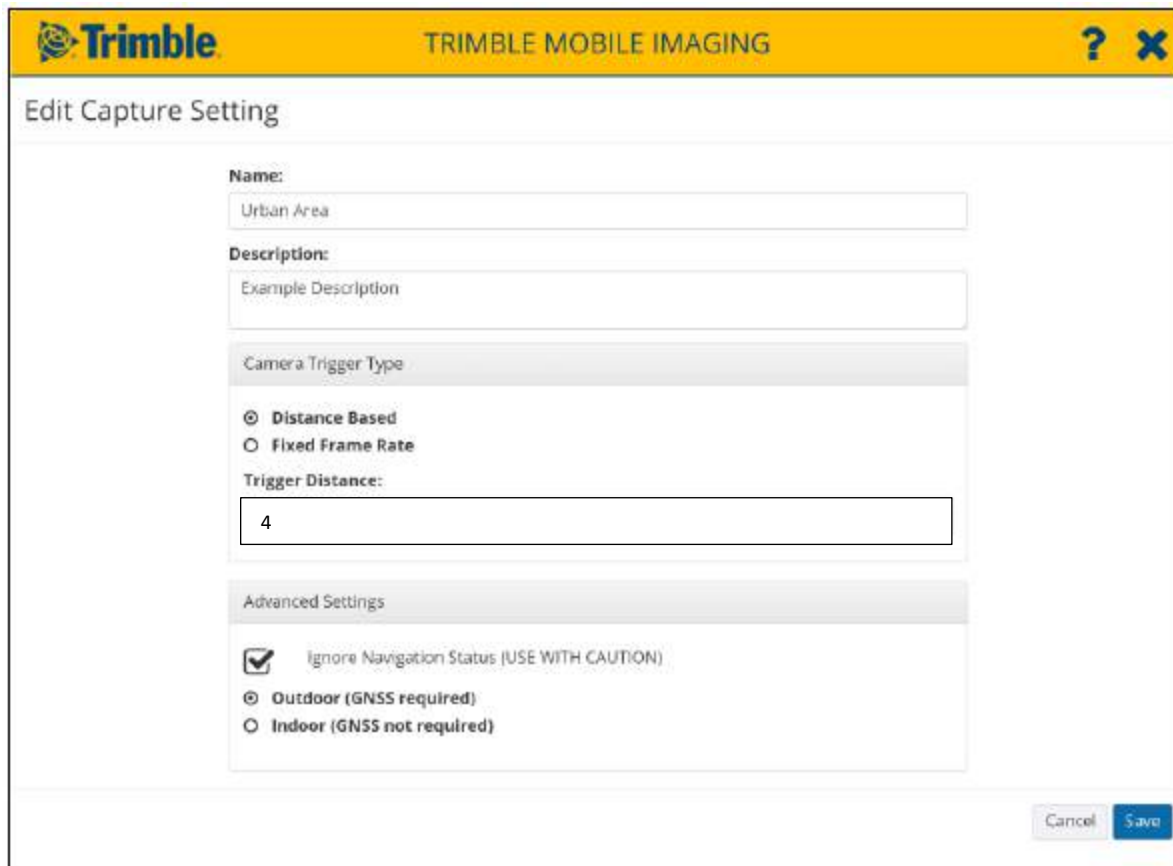 Trimble
TRIMBLE MOBILE IMAGING
?
Edit Capture Setting
Name:
Urban Area
Description:
Example Description
Camera Trigger Type
Distance Based
Fixed Frame Rate
Trigger Distance:
4
Advanced Settings
Ignore Navigation Status (USE WITH CAUTION)
Outdoor (GNSS required)
Indoor (GNSS not required)
Cancel Save